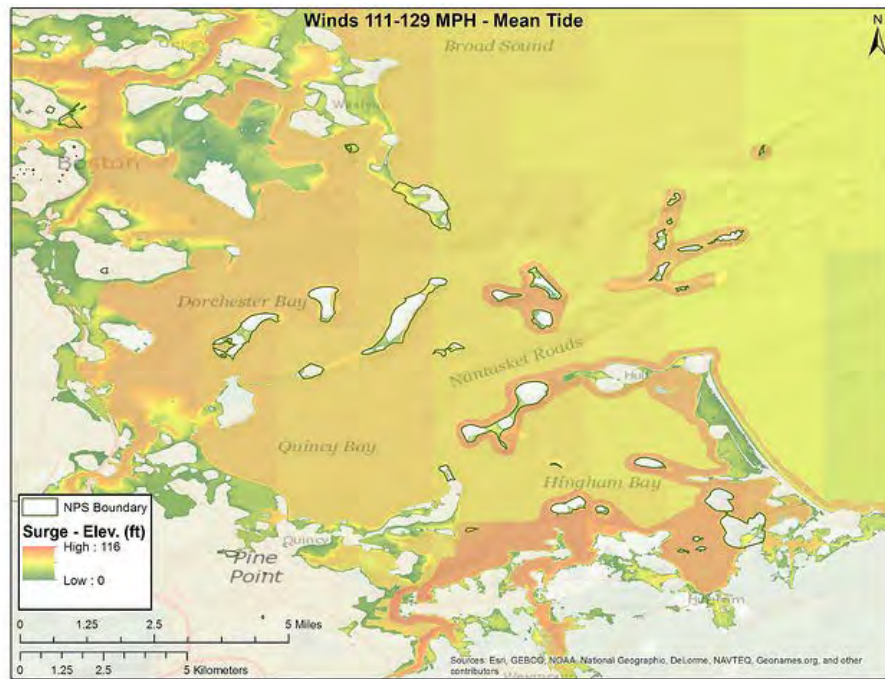 Winds 111-129 MPH - Mean Tide
N
Broad Sound
Boston
Dorchester Bay
Nantasket Roads
Hull
Quincy Bay
Hingham Bay
NPS Boundary
Surge - Elev. (ft)
High : 116
Low : 0
Quincy
Pine
Point
Hingham
0 1.25 2.5 5 Miles
0 1.25 2.5 5 Kilometers
Sources: Esri, GEBCO, NOAA, National Geographic, DeLorme, NAVTEQ, Geonames.org, and other
contributors